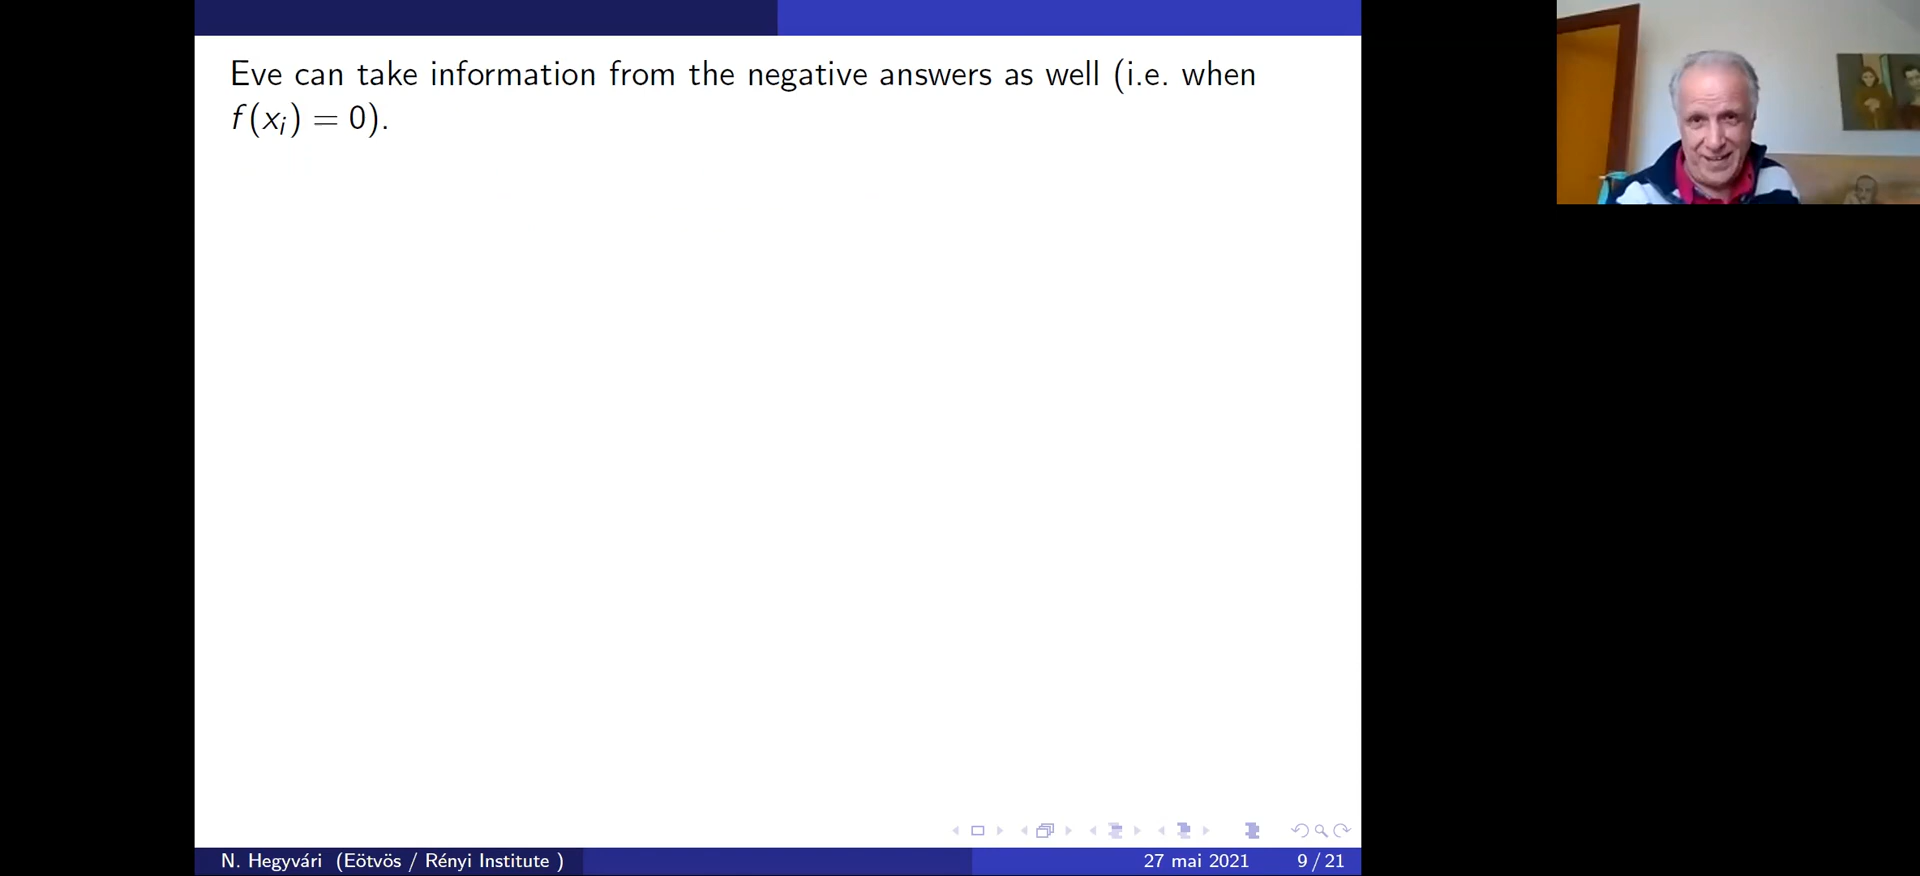 Eve can take information from the negative answers as well (i.e. when
f(xᵢ) = 0).
N. Hegyvári (Eötvös / Rényi Institute ) 27 mai 2021 9 / 21